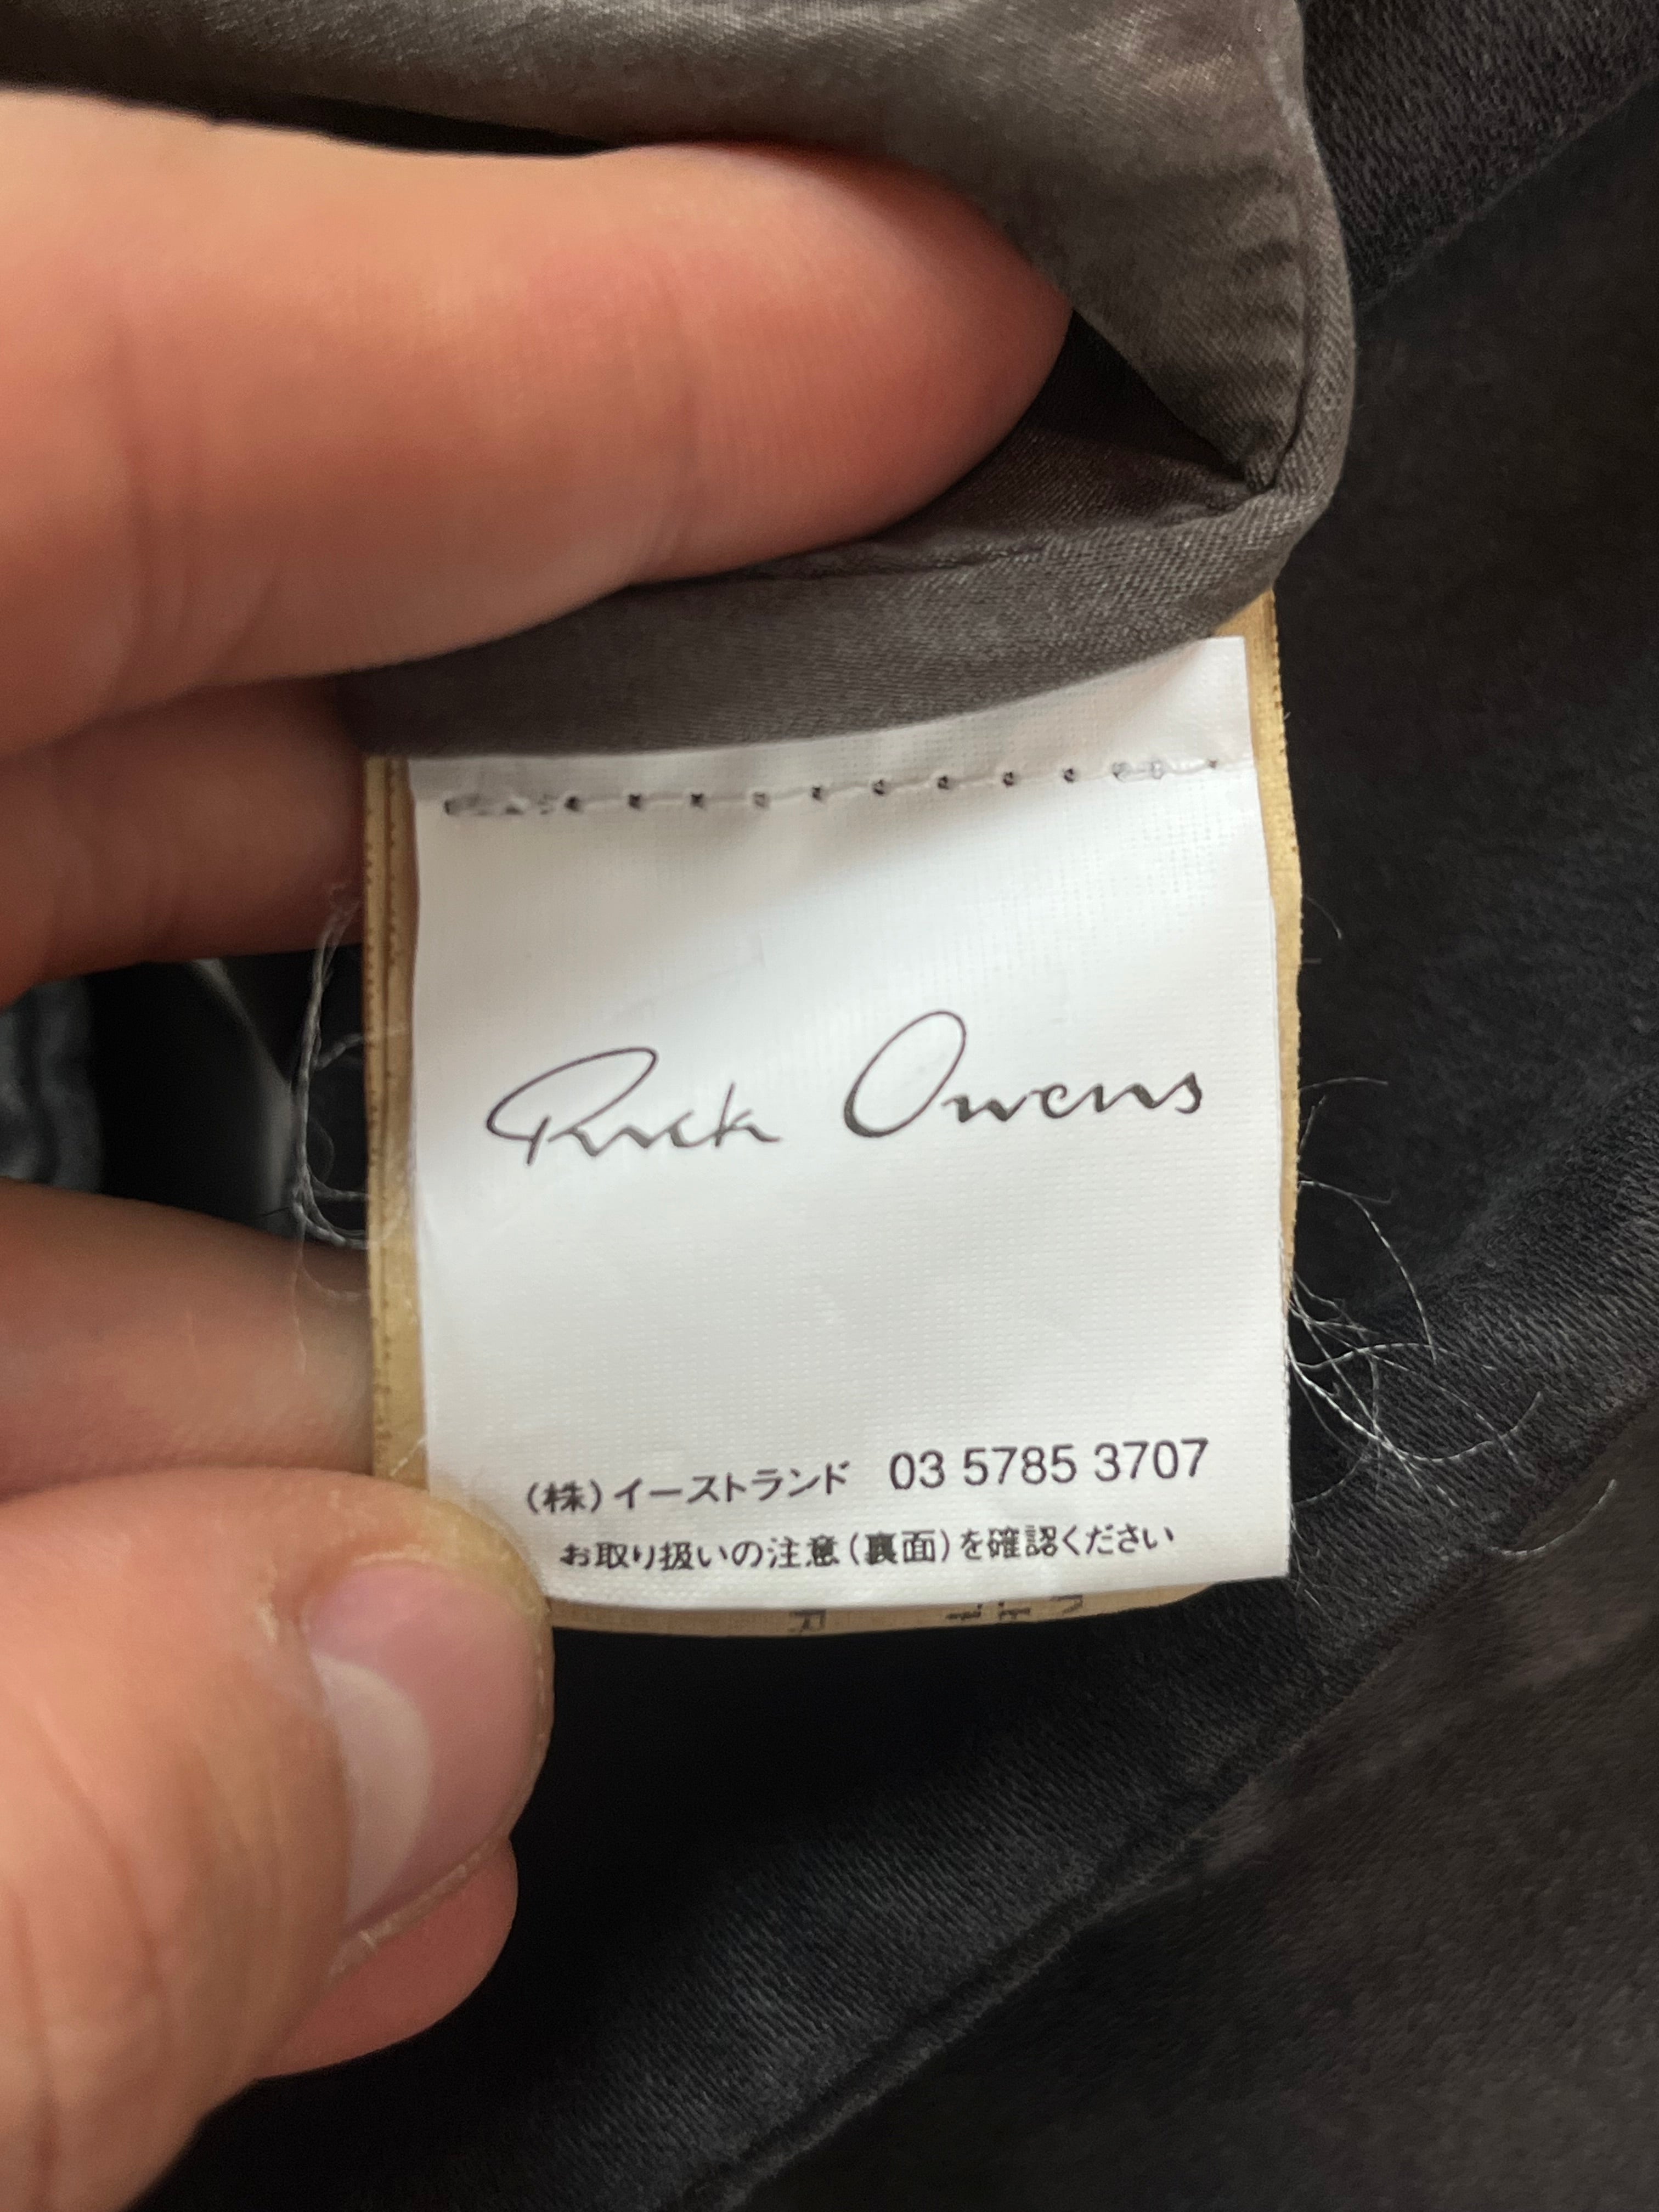 Rick Owens
（株）イーストランド 03 5785 3707
お取り扱いの注意（裏面）を確認ください